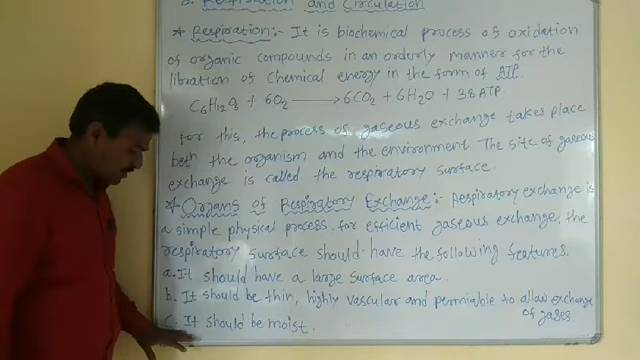 8. Respiration and Circulation
* Respiration:- It is biochemical process of oxidation
of organic compounds in an orderly manner for the
libration of Chemical energy in the form of ATP.
C6H12O6 + 6O2 → 6CO2 + 6H2O + 38 ATP
for this, the process of gaseous exchange takes place
beth the organism and the environment The site of gaseous
exchange is called the respiratory surface.
* Organs of Respiratory Exchange:- Respiratory exchange is
a simple physical process. for efficient gaseous exchange, the
respiratory surface should have the following features.
a. It should have a large surface area.
b. It should be thin, highly vascular and permiable to allow exchange
of gases.
C. It should be moist.